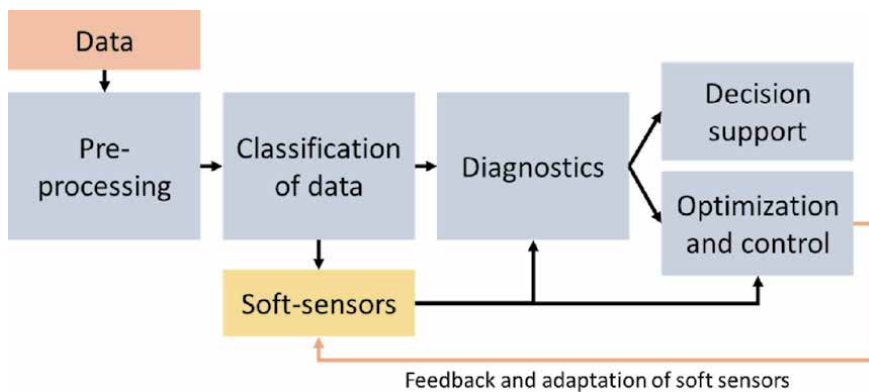 Data
Pre-
processing
Classification
of data
Diagnostics
Decision
support
Optimization
and control
Soft-sensors
Feedback and adaptation of soft sensors